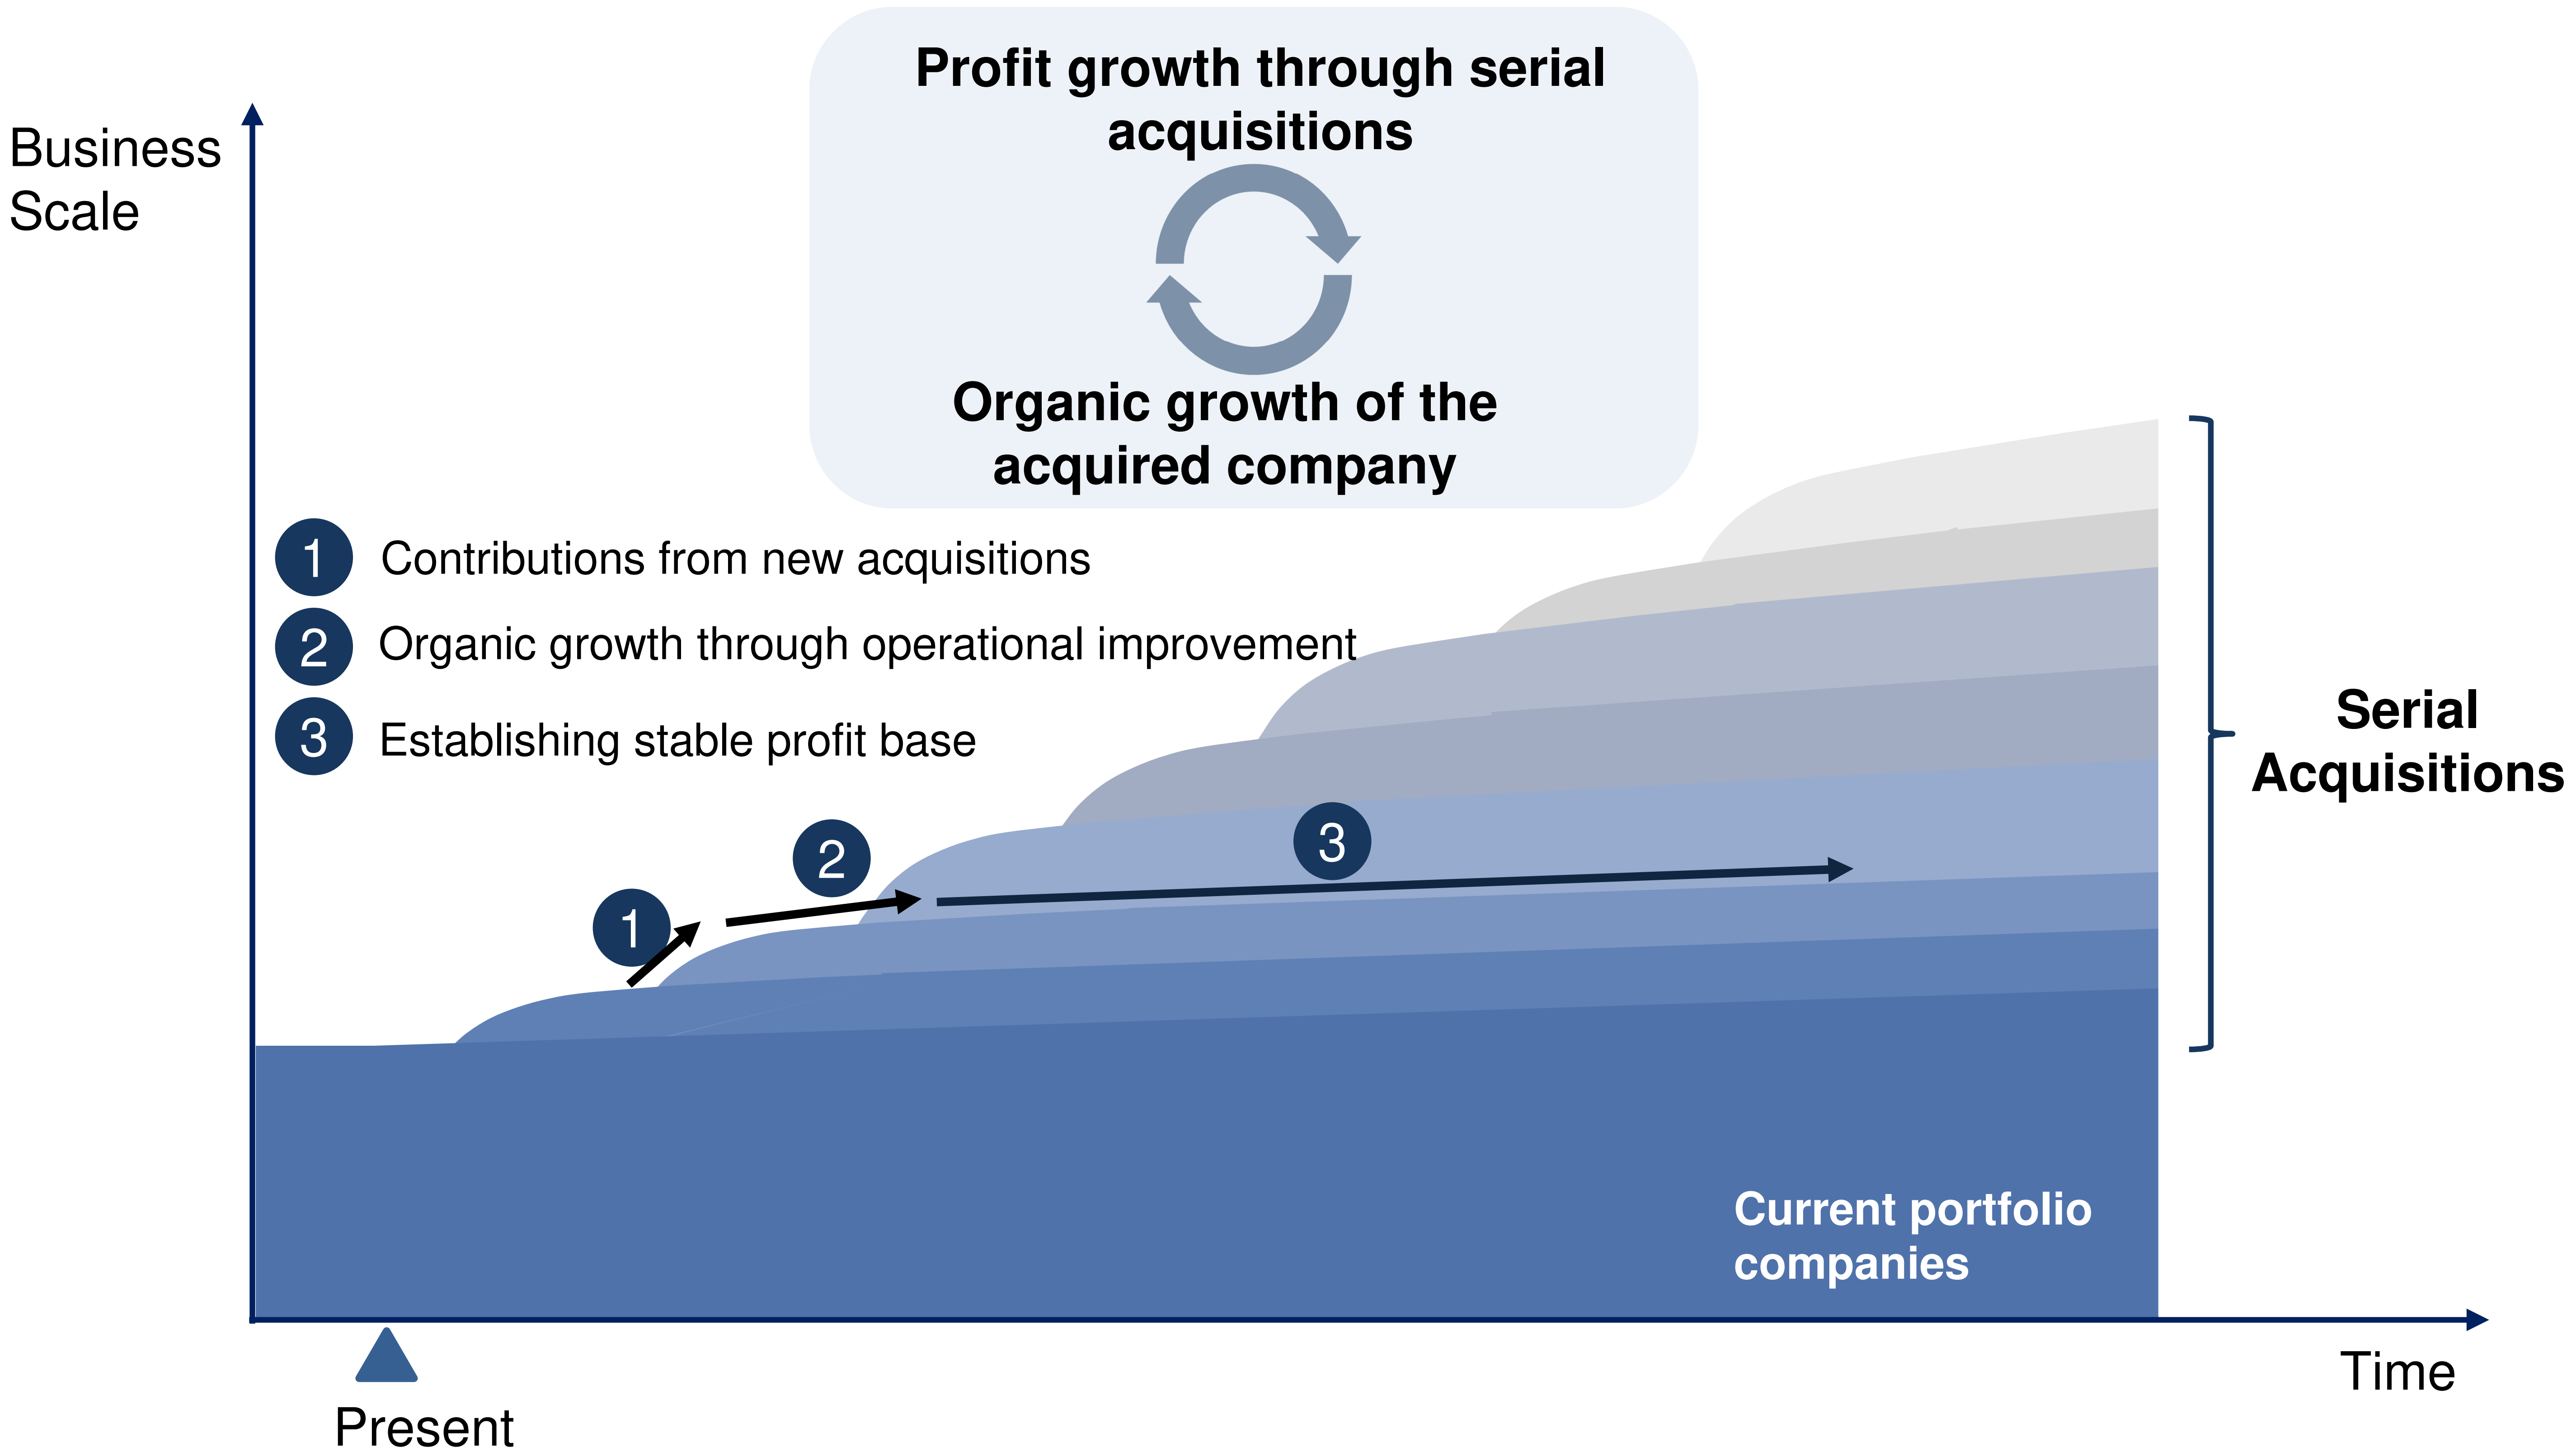 Profit growth through serial
acquisitions
Business
Scale
Organic growth of the
acquired company
1 Contributions from new acquisitions
2 Organic growth through operational improvement
3 Establishing stable profit base
Serial
Acquisitions
1
2
3
Current portfolio
companies
Time
Present